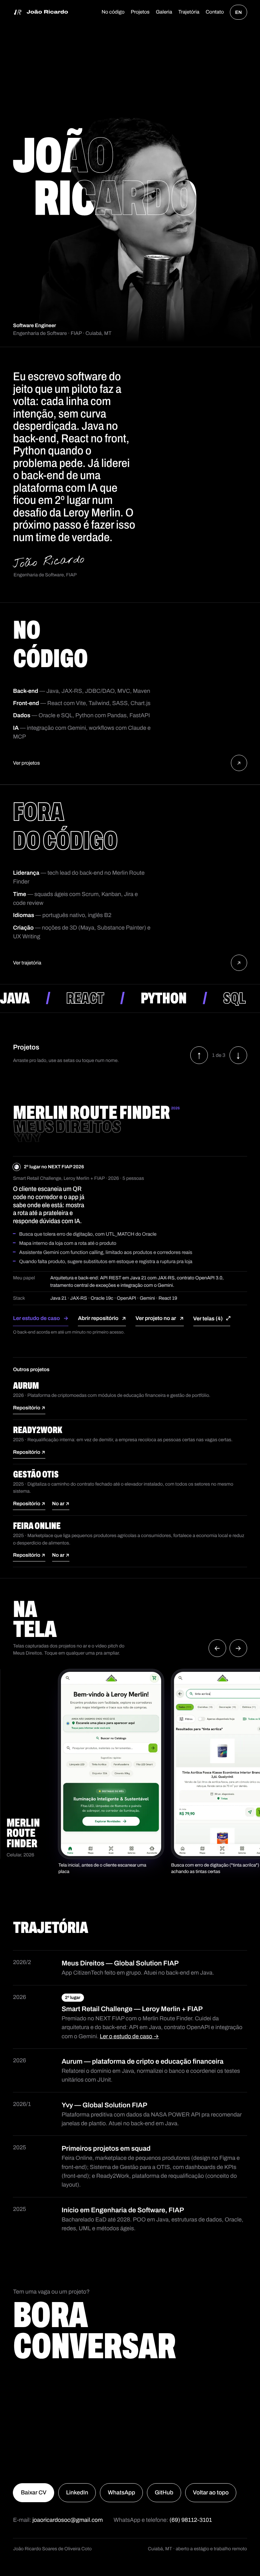 João Ricardo
No código Projetos Galeria Trajetória Contato EN
JOÃO
RICARDO
Software Engineer
Engenharia de Software · FIAP · Cuiabá, MT
Eu escrevo software do
jeito que um piloto faz a
volta: cada linha com
intenção, sem curva
desperdiçada. Java no
back-end, React no front,
Python quando o
problema pede. Já liderei
o back-end de uma
plataforma com IA que
ficou em 2º lugar num
desafio da Leroy Merlin. O
próximo passo é fazer isso
num time de verdade.
João Ricardo
Engenharia de Software, FIAP
NO
CÓDIGO
Back-end — Java, JAX-RS, JDBC/DAO, MVC, Maven
Front-end — React com Vite, Tailwind, SASS, Chart.js
Dados — Oracle e SQL, Python com Pandas, FastAPI
IA — integração com Gemini, workflows com Claude e
MCP
Ver projetos
FORA
DO CÓDIGO
Liderança — tech lead do back-end no Merlin Route
Finder
Time — squads ágeis com Scrum, Kanban, Jira e
code review
Idiomas — português nativo, inglês B2
Criação — noções de 3D (Maya, Substance Painter) e
UX Writing
Ver trajetória
JAVA / REACT / PYTHON / SQL
Projetos
Arraste pro lado, use as setas ou toque num nome.
1 de 3
MERLIN ROUTE FINDER 2026
MEUS DIREITOS
YVY
2º lugar no NEXT FIAP 2026
Smart Retail Challenge, Leroy Merlin + FIAP · 2026 · 5 pessoas
O cliente escaneia um QR
code no corredor e o app já
sabe onde ele está: mostra
a rota até a prateleira e
responde dúvidas com IA.
Busca que tolera erro de digitação, com UTL_MATCH do Oracle
Mapa interno da loja com a rota até o produto
Assistente Gemini com function calling, limitado aos produtos e corredores reais
Quando falta produto, sugere substitutos em estoque e registra a ruptura pra loja
Meu papel
Arquitetura e back-end: API REST em Java 21 com JAX-RS, contrato OpenAPI 3.0,
tratamento central de exceções e integração com o Gemini.
Stack
Java 21 · JAX-RS · Oracle 19c · OpenAPI · Gemini · React 19
Ler estudo de caso → Abrir repositório ↗ Ver projeto no ar ↗ Ver telas (4)
O back-end acorda em até um minuto no primeiro acesso.
Outros projetos
AURUM
2026 · Plataforma de criptomoedas com módulos de educação financeira e gestão de portfólio.
Repositório ↗
READY2WORK
2025 · Requalificação interna: em vez de demitir, a empresa recoloca as pessoas certas nas vagas certas.
Repositório ↗
GESTÃO OTIS
2025 · Digitaliza o caminho do contrato fechado até o elevador instalado, com todos os setores no mesmo
sistema.
Repositório ↗ No ar ↗
FEIRA ONLINE
2025 · Marketplace que liga pequenos produtores agrícolas a consumidores, fortalece a economia local e reduz
o desperdício de alimentos.
Repositório ↗ No ar ↗
NA
TELA
Telas capturadas dos projetos no ar e o vídeo pitch do
Meus Direitos. Toque em qualquer uma pra ampliar.
MERLIN
ROUTE
FINDER
Celular, 2026
Bem-vindo à Leroy Merlin!
Iluminação Inteligente & Sustentável
Resultados para "tinta acrilca"
R$ 79,90
Tela inicial, antes de o cliente escanear uma
placa
Busca com erro de digitação ("tinta acrilca")
achando as tintas certas
TRAJETÓRIA
2026/2
Meus Direitos — Global Solution FIAP
App CitizenTech feito em grupo. Atuei no back-end em Java.
2026
2º lugar
Smart Retail Challenge — Leroy Merlin + FIAP
Premiado no NEXT FIAP com o Merlin Route Finder. Cuidei da
arquitetura e do back-end: API em Java, contrato OpenAPI e integração
com o Gemini. Ler o estudo de caso →
2026
Aurum — plataforma de cripto e educação financeira
Refatorei o domínio em Java, normalizei o banco e coordenei os testes
unitários com JUnit.
2026/1
Yvy — Global Solution FIAP
Plataforma preditiva com dados da NASA POWER API pra recomendar
janelas de plantio. Atuei no back-end em Java.
2025
Primeiros projetos em squad
Feira Online, marketplace de pequenos produtores (design no Figma e
front-end); Sistema de Gestão para a OTIS, com dashboards de KPIs
(front-end); e Ready2Work, plataforma de requalificação (conceito do
layout).
2025
Início em Engenharia de Software, FIAP
Bacharelado EaD até 2028. POO em Java, estruturas de dados, Oracle,
redes, UML e métodos ágeis.
Tem uma vaga ou um projeto?
BORA
CONVERSAR
Baixar CV LinkedIn WhatsApp GitHub Voltar ao topo
E-mail: joaoricardosoc@gmail.com WhatsApp e telefone: (69) 98112-3101
João Ricardo Soares de Oliveira Coto
Cuiabá, MT · aberto a estágio e trabalho remoto